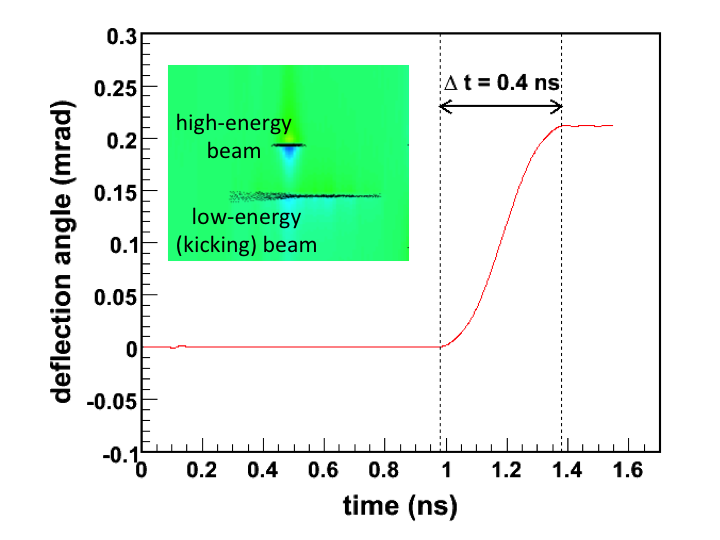 0.3
0.25
0.2
0.15
0.1
0.05
0
-0.05
-0.1
deflection angle (mrad)
Δ t = 0.4 ns
high-energy
beam
low-energy
(kicking) beam
0 0.2 0.4 0.6 0.8 1 1.2 1.4 1.6
time (ns)